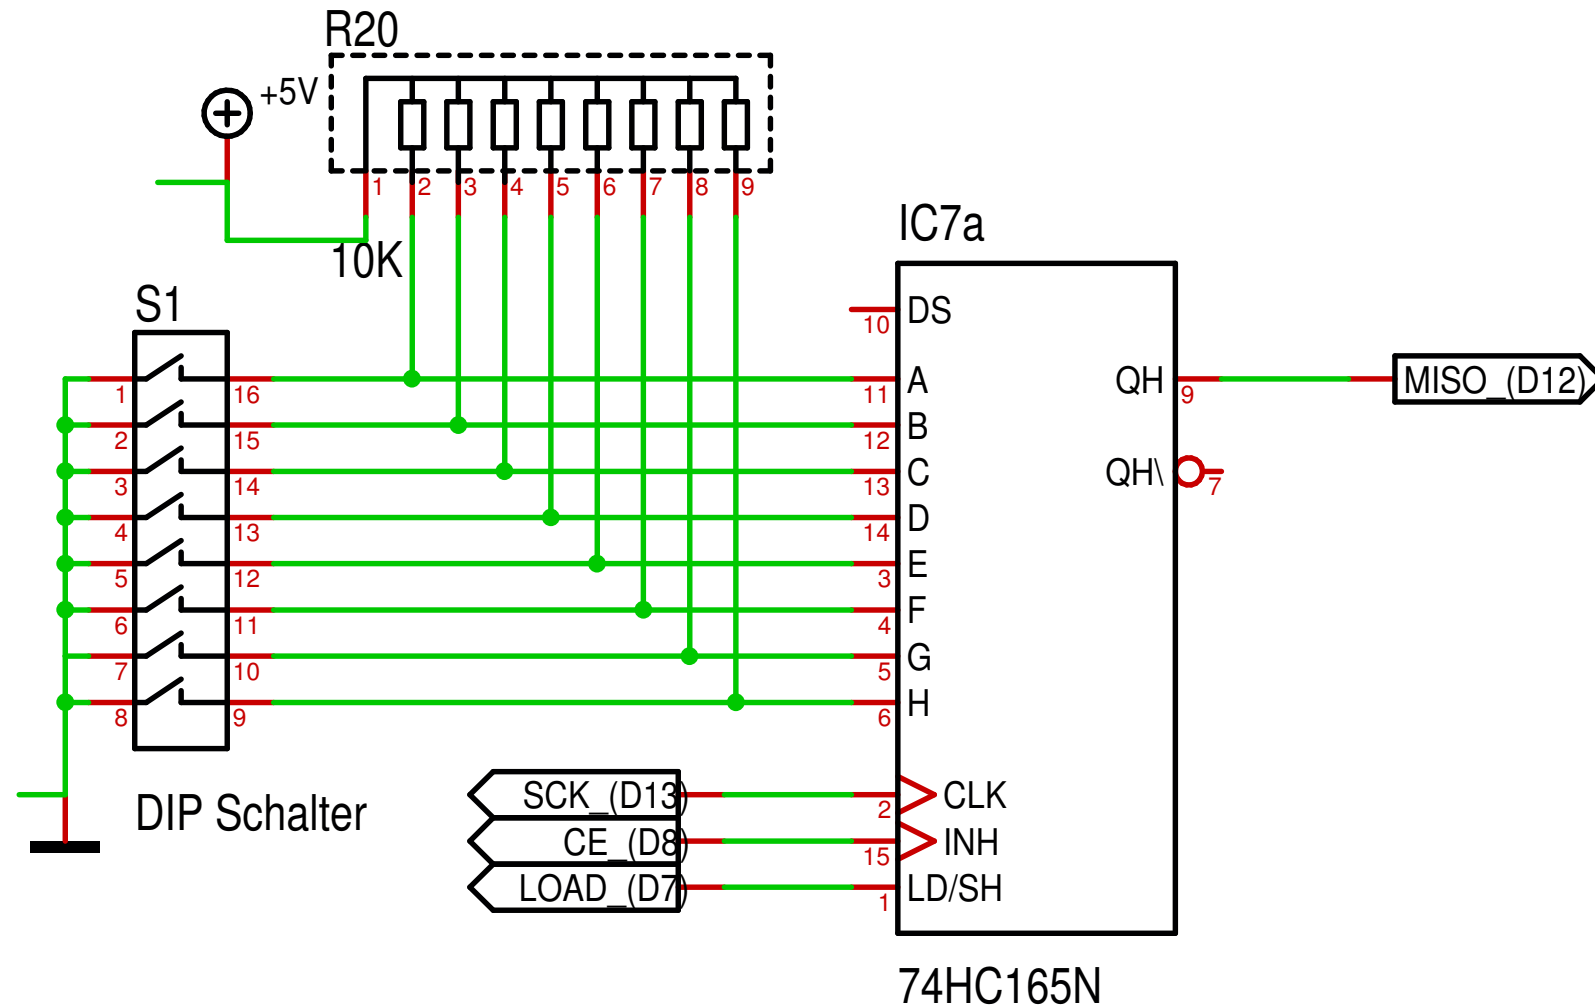 R20
+5V
1 2 3 4 5 6 7 8 9
10K
IC7a
S1
DS
10
1 16 11 A QH 9 MISO_(D12)
2 15 12 B
3 14 13 C QH\ 7
4 13 14 D
5 12 3 E
6 11 4 F
7 10 5 G
8 9 6 H
DIP Schalter
SCK_(D13) 2 CLK
CE_(D8) 15 INH
LOAD_(D7) 1 LD/SH
74HC165N